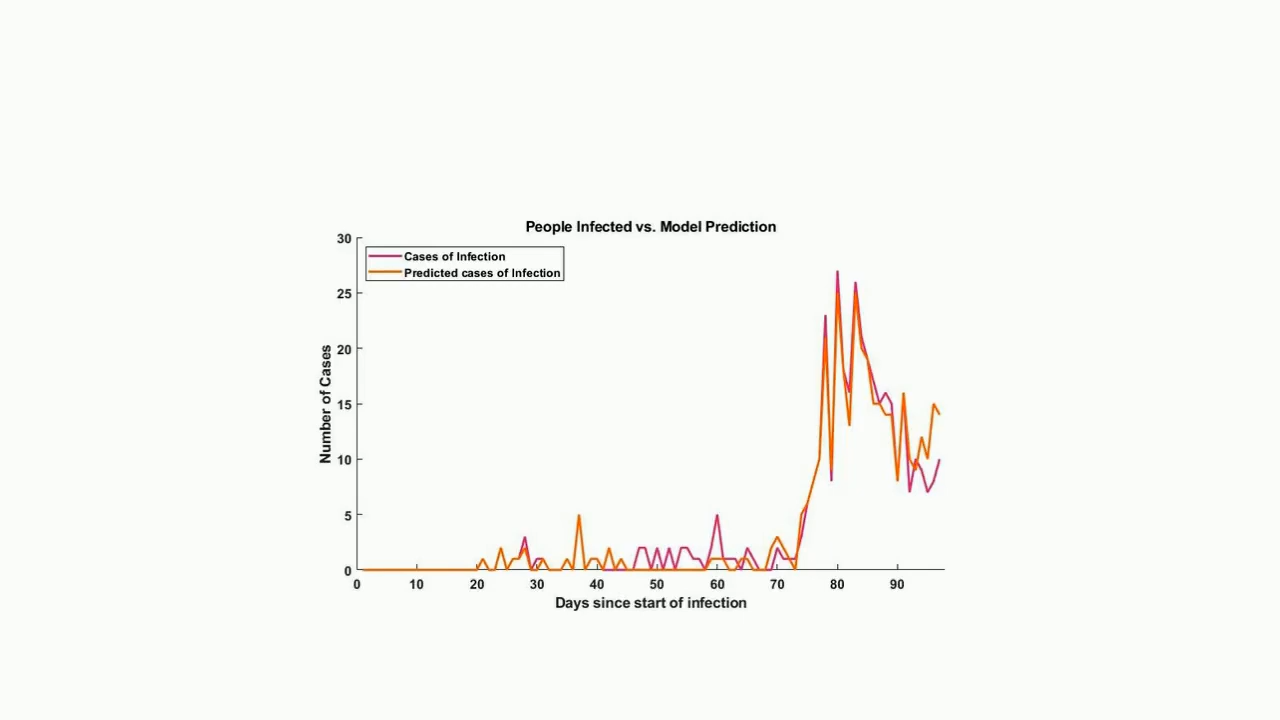 People Infected vs. Model Prediction
Cases of Infection
Predicted cases of Infection
Number of Cases
30
25
20
15
10
5
0
0 10 20 30 40 50 60 70 80 90
Days since start of infection